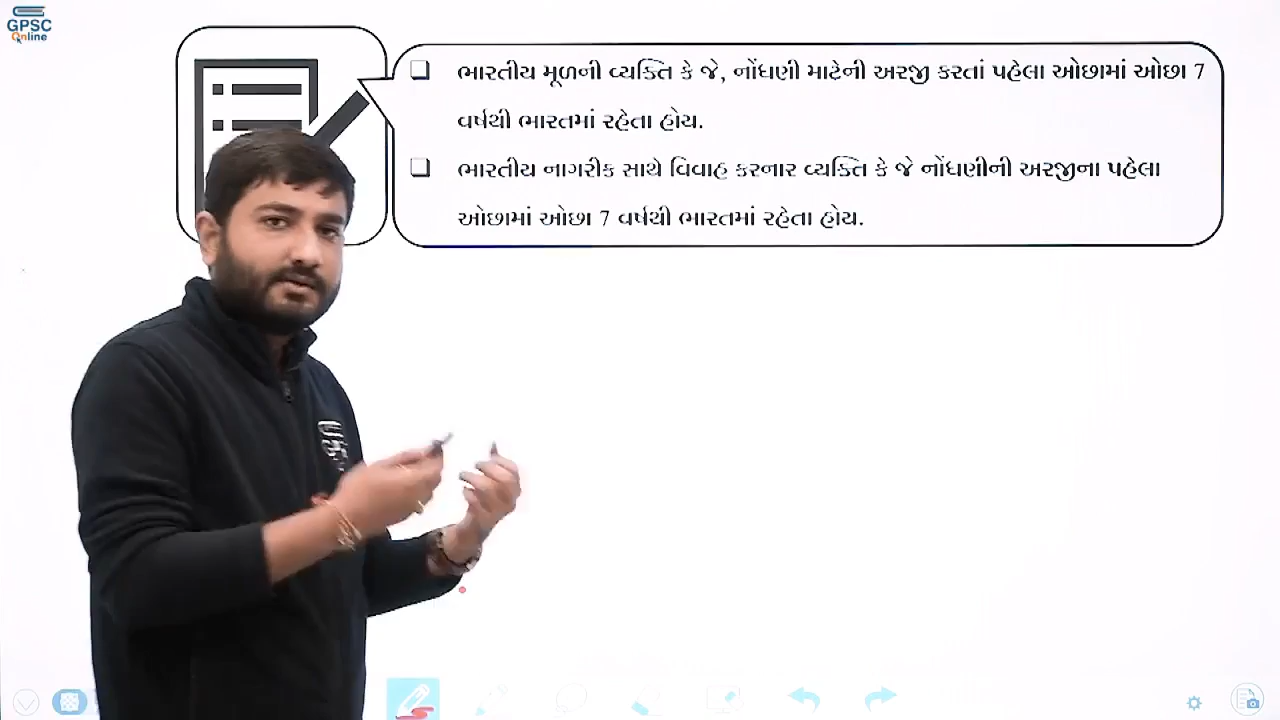 GPSC
Online
ભારતીય મૂળની વ્યક્તિ કે જે, નોંધણી માટેની અરજી કરતાં પહેલા ઓછામાં ઓછા 7
વર્ષથી ભારતમાં રહેતા હોય.
ભારતીય નાગરીક સાથે વિવાહ કરનાર વ્યક્તિ કે જે નોંધણીની અરજીના પહેલા
ઓછામાં ઓછા 7 વર્ષથી ભારતમાં રહેતા હોય.